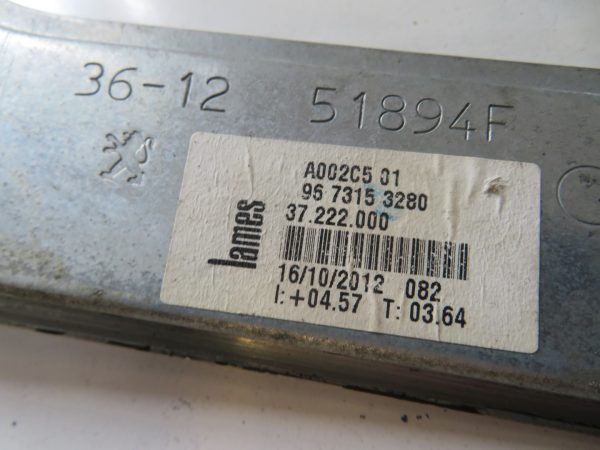 36-12 51894F
A002C5 01
96 7315 3280
37.222.000
lames
16/10/2012 082
I: +04.57 T: 03.64